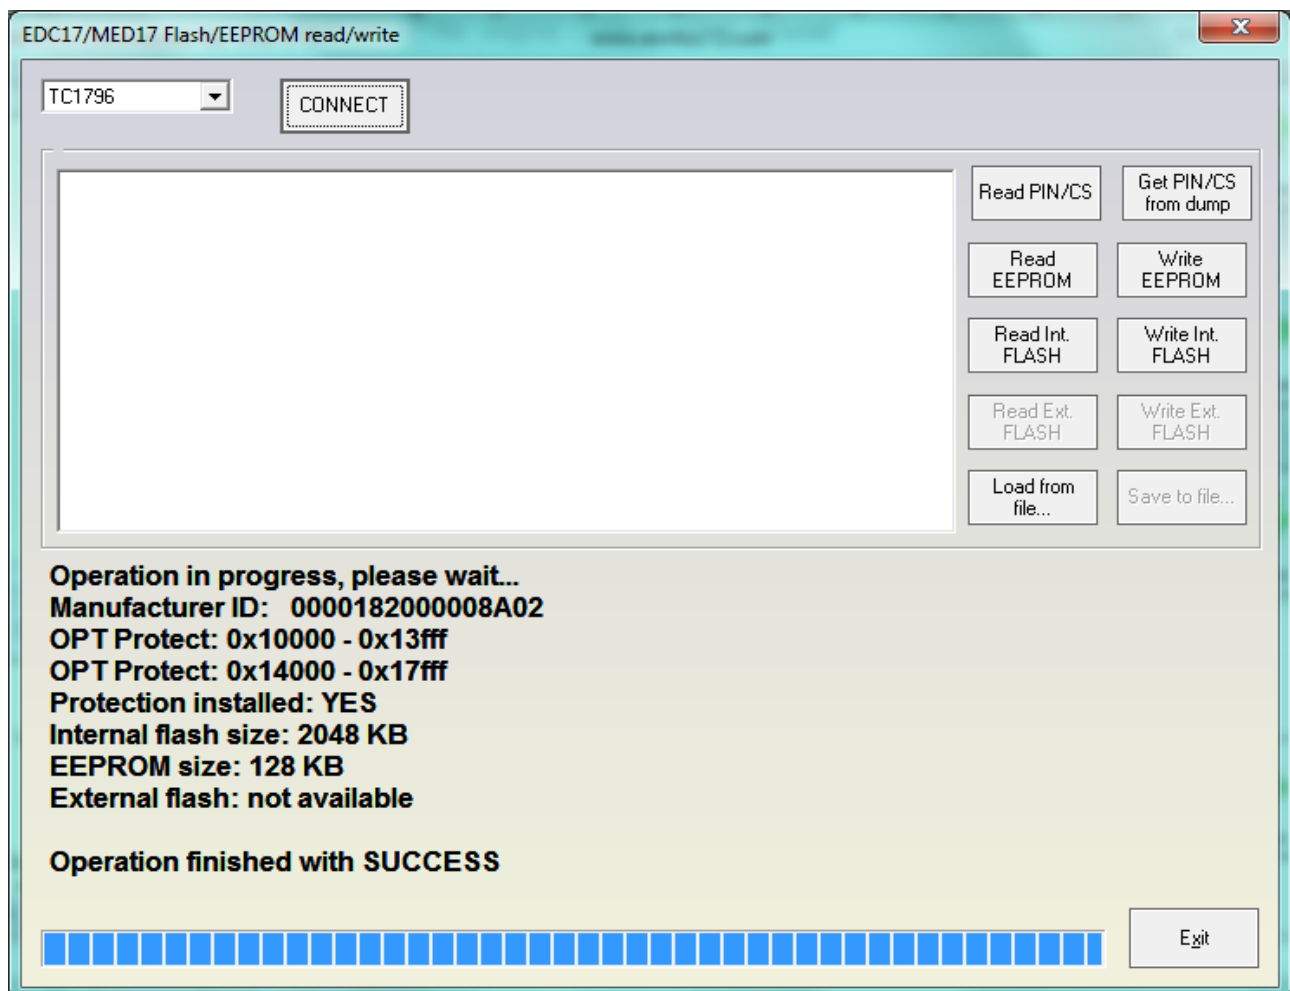 EDC17/MED17 Flash/EEPROM read/write
X
TC1796
CONNECT
Read PIN/CS
Get PIN/CS
from dump
Read
EEPROM
Write
EEPROM
Read Int.
FLASH
Write Int.
FLASH
Read Ext.
FLASH
Write Ext.
FLASH
Load from
file...
Save to file...
Operation in progress, please wait...
Manufacturer ID: 0000182000008A02
OPT Protect: 0x10000 - 0x13fff
OPT Protect: 0x14000 - 0x17fff
Protection installed: YES
Internal flash size: 2048 KB
EEPROM size: 128 KB
External flash: not available
Operation finished with SUCCESS
Exit